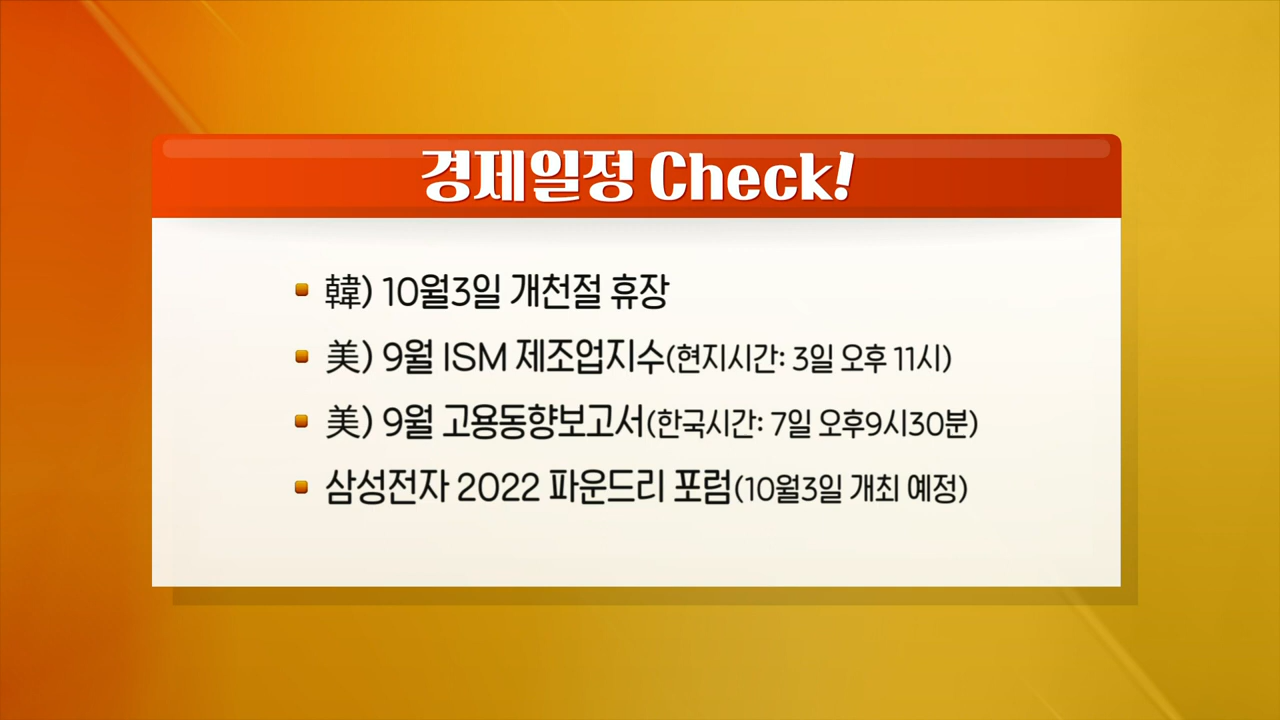 경제일정 Check!
韓) 10월3일 개천절 휴장
美) 9월 ISM 제조업지수(현지시간: 3일 오후 11시)
美) 9월 고용동향보고서(한국시간: 7일 오후9시30분)
삼성전자 2022 파운드리 포럼(10월3일 개최 예정)